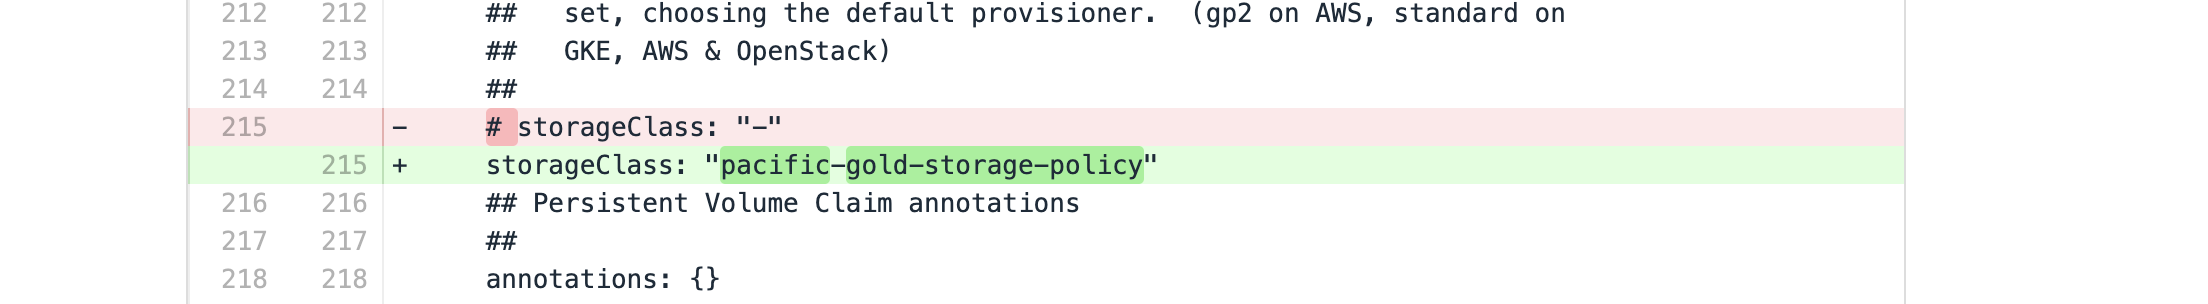 212 212 ## set, choosing the default provisioner. (gp2 on AWS, standard on
213 213 ## GKE, AWS & OpenStack)
214 214 ##
215 - # storageClass: "-"
215 + storageClass: "pacific-gold-storage-policy"
216 216 ## Persistent Volume Claim annotations
217 217 ##
218 218 annotations: {}